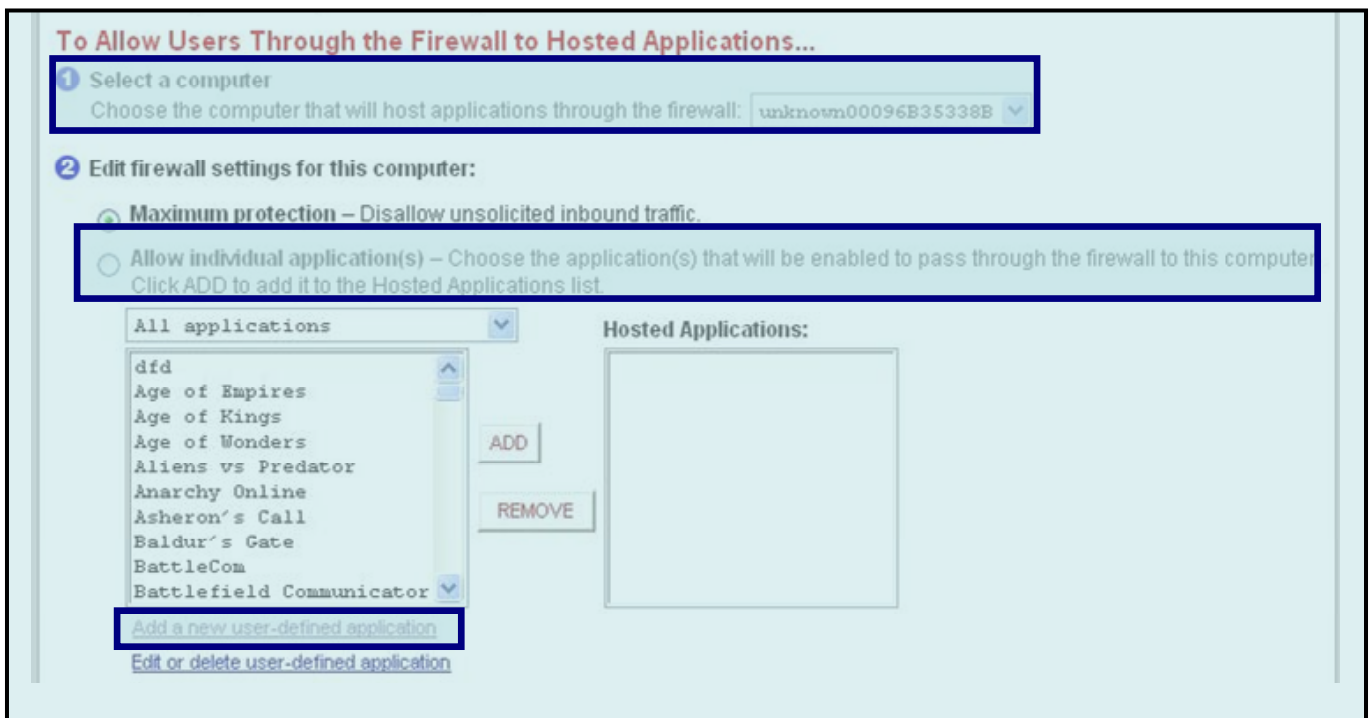 To Allow Users Through the Firewall to Hosted Applications...
1 Select a computer
Choose the computer that will host applications through the firewall: unknown00096B35338B
2 Edit firewall settings for this computer:
Maximum protection – Disallow unsolicited inbound traffic.
Allow individual application(s) – Choose the application(s) that will be enabled to pass through the firewall to this computer.
Click ADD to add it to the Hosted Applications list.
All applications
Hosted Applications:
dfd
Age of Empires
Age of Kings
Age of Wonders
Aliens vs Predator
Anarchy Online
Asheron's Call
Baldur's Gate
BattleCom
Battlefield Communicator
ADD
REMOVE
Add a new user-defined application
Edit or delete user-defined application